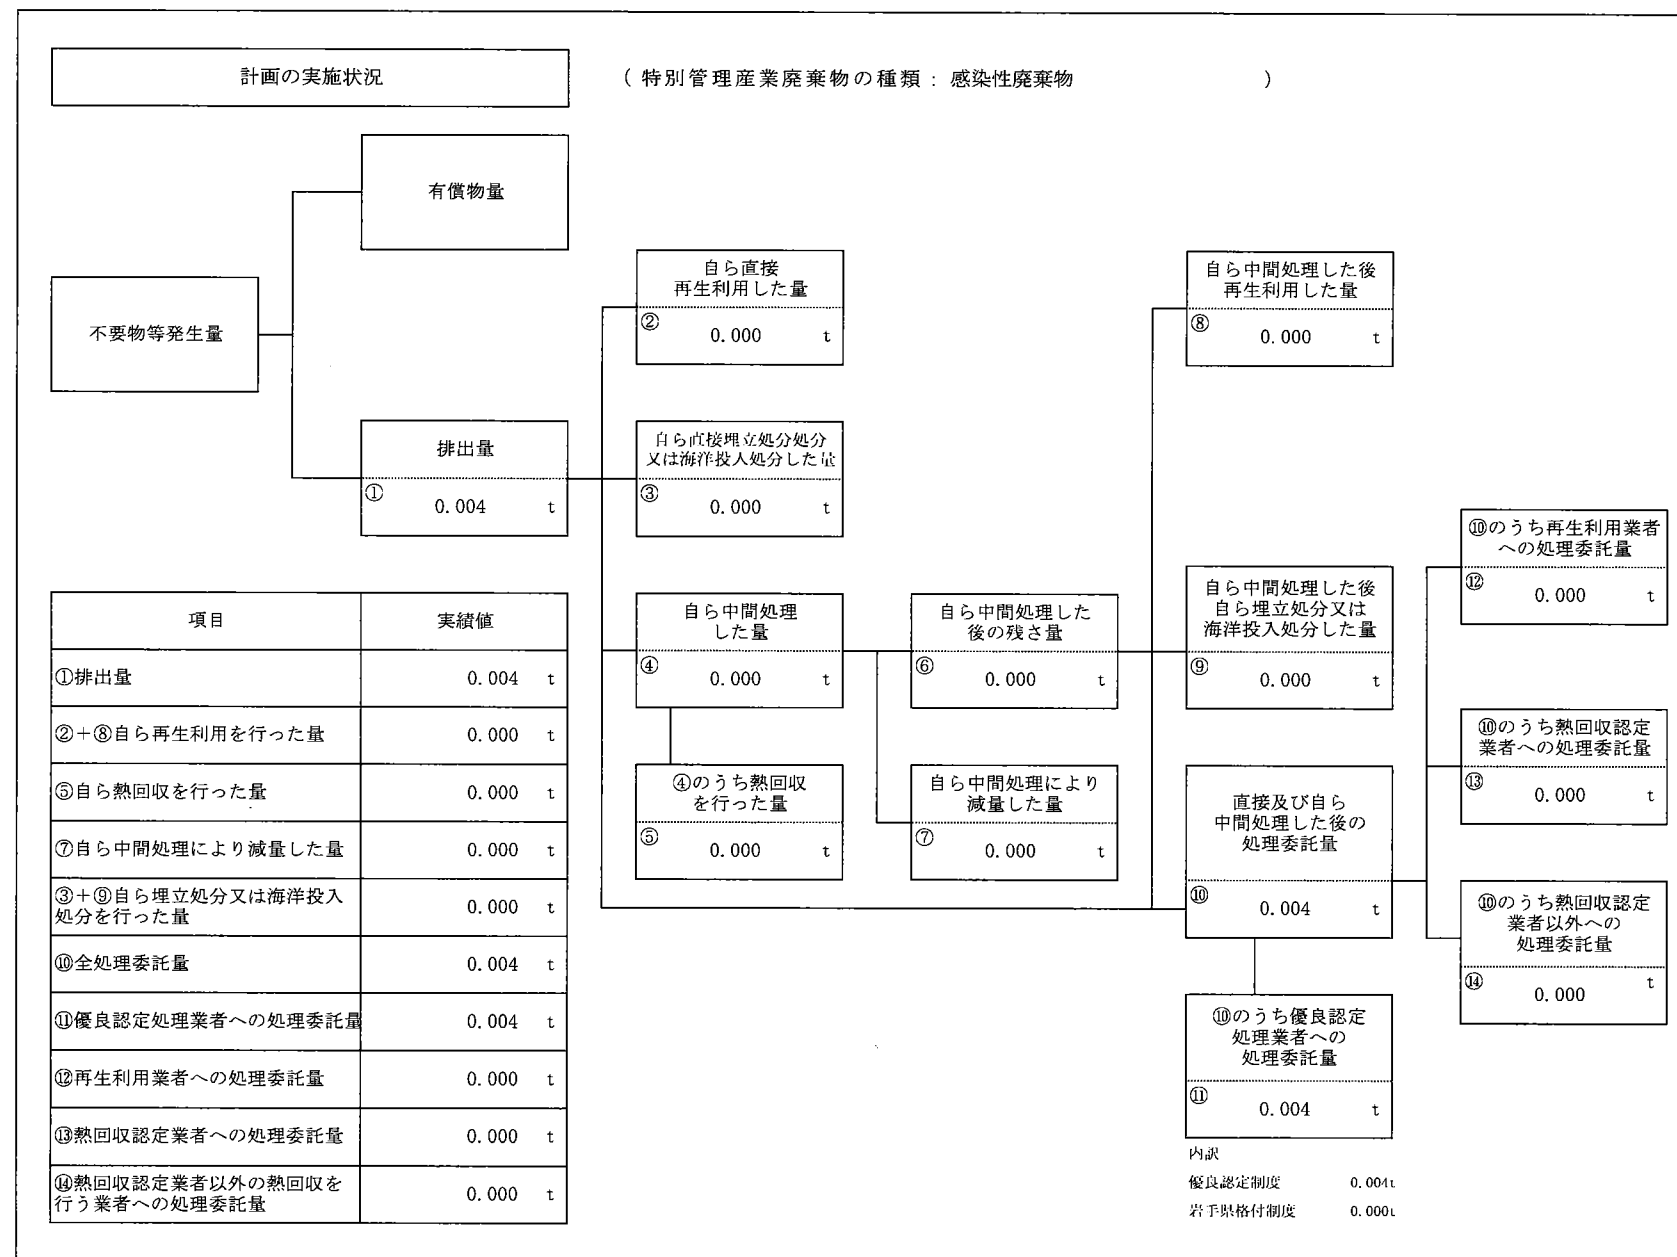 計画の実施状況
（特別管理産業廃棄物の種類：感染性廃棄物　）
有償物量
不要物等発生量
排出量
① 0.004 t
自ら直接
再生利用した量
② 0.000 t
自ら直接埋立処分処分
又は海洋投入処分した量
③ 0.000 t
自ら中間処理
した量
④ 0.000 t
④のうち熱回収
を行った量
⑤ 0.000 t
自ら中間処理した
後の残さ量
⑥ 0.000 t
自ら中間処理により
減量した量
⑦ 0.000 t
自ら中間処理した後
再生利用した量
⑧ 0.000 t
自ら中間処理した後
自ら埋立処分又は
海洋投入処分した量
⑨ 0.000 t
直接及び自ら
中間処理した後の
処理委託量
⑩ 0.004 t
⑩のうち優良認定
処理業者への
処理委託量
⑪ 0.004 t
内訳
優良認定制度 0.004t
岩手県格付制度 0.000t
⑩のうち再生利用業者
への処理委託量
⑫ 0.000 t
⑩のうち熱回収認定
業者への処理委託量
⑬ 0.000 t
⑩のうち熱回収認定
業者以外への
処理委託量
⑭ 0.000 t
項目 実績値
①排出量 0.004 t
②＋⑧自ら再生利用を行った量 0.000 t
⑤自ら熱回収を行った量 0.000 t
⑦自ら中間処理により減量した量 0.000 t
③＋⑨自ら埋立処分又は海洋投入
処分を行った量 0.000 t
⑩全処理委託量 0.004 t
⑪優良認定処理業者への処理委託量 0.004 t
⑫再生利用業者への処理委託量 0.000 t
⑬熱回収認定業者への処理委託量 0.000 t
⑭熱回収認定業者以外の熱回収を
行う業者への処理委託量 0.000 t